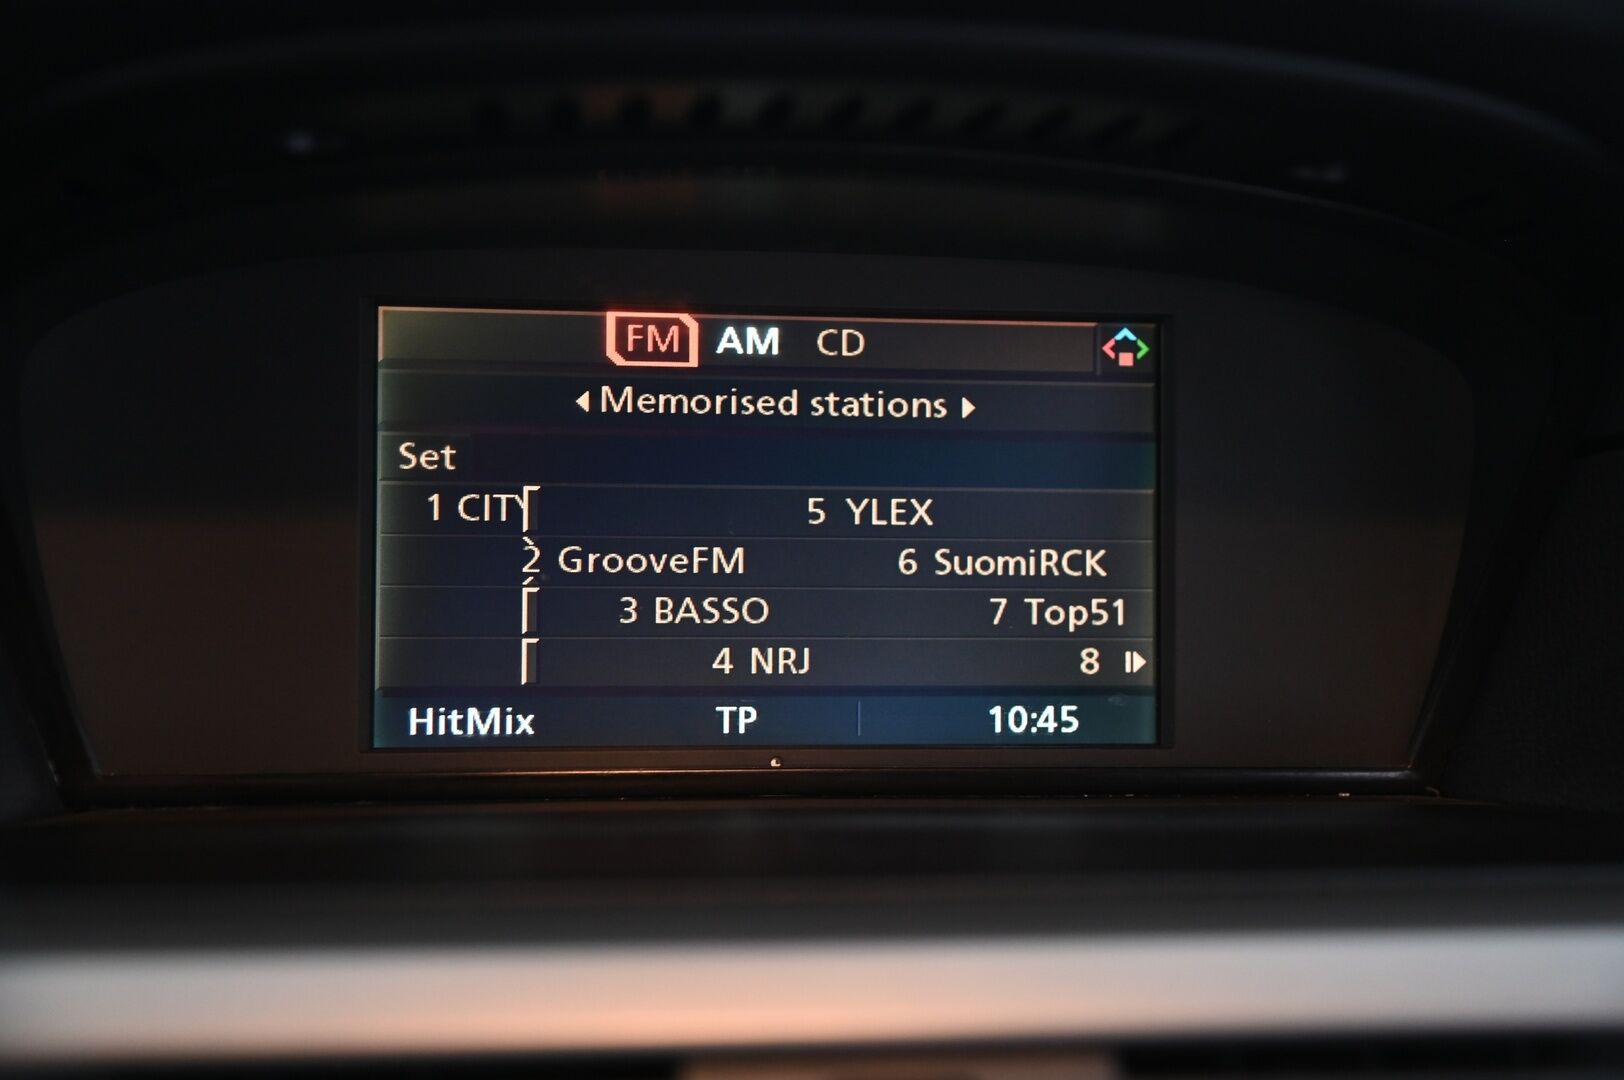 FM AM CD
Memorised stations
Set
1 CITY 5 YLEX
2 GrooveFM 6 SuomiRCK
3 BASSO 7 Top51
4 NRJ 8
HitMix TP 10:45